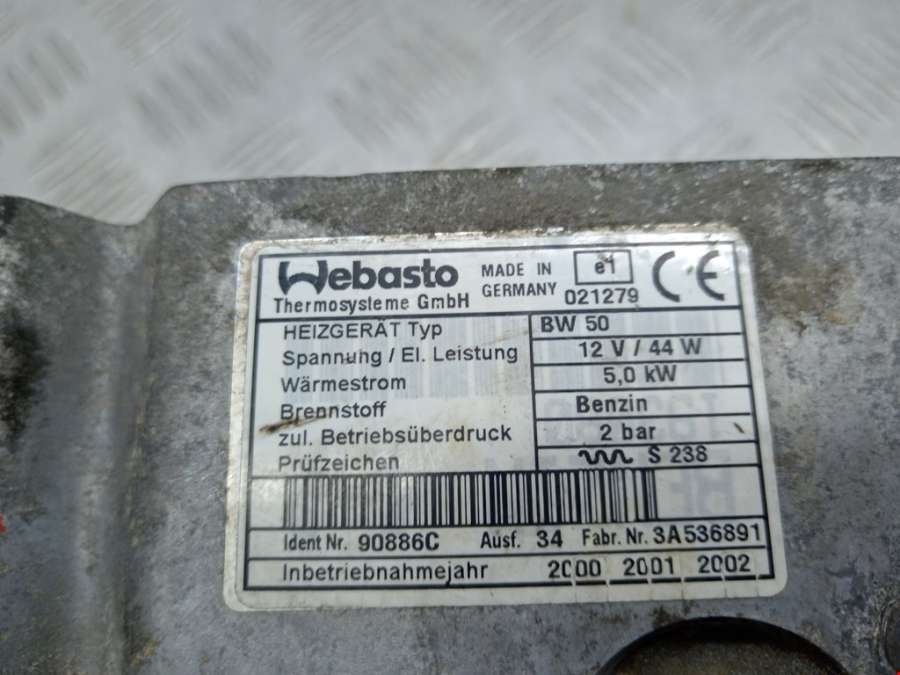 Webasto
Thermosysteme GmbH
MADE IN
GERMANY
e1
021279
CE
HEIZGERÄT Typ BW 50
Spannung / El. Leistung 12 V / 44 W
Wärmestrom 5,0 kW
Brennstoff Benzin
zul. Betriebsüberdruck 2 bar
Prüfzeichen S 238
Ident Nr. 90886C Ausf. 34 Fabr. Nr. 3A536891
Inbetriebnahmejahr 2000 2001 2002